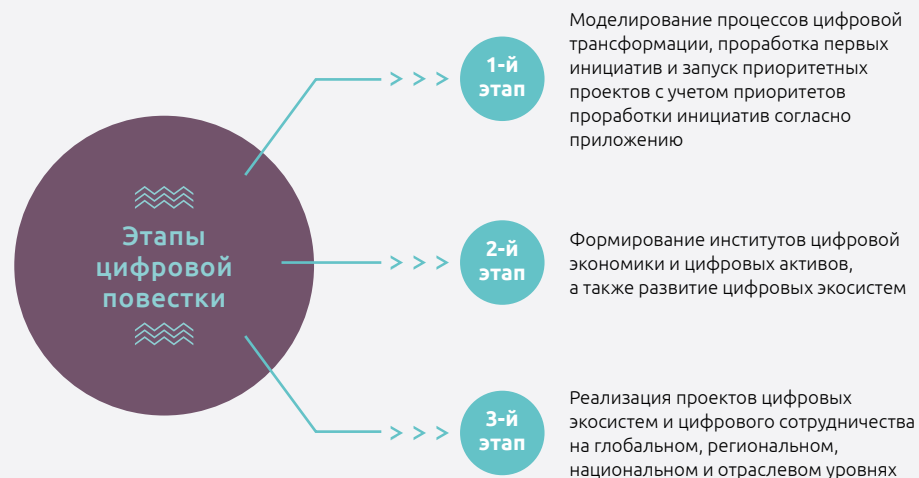 Этапы
цифровой
повестки
1-й
этап
Моделирование процессов цифровой
трансформации, проработка первых
инициатив и запуск приоритетных
проектов с учетом приоритетов
проработки инициатив согласно
приложению
2-й
этап
Формирование институтов цифровой
экономики и цифровых активов,
а также развитие цифровых экосистем
3-й
этап
Реализация проектов цифровых
экосистем и цифрового сотрудничества
на глобальном, региональном,
национальном и отраслевом уровнях